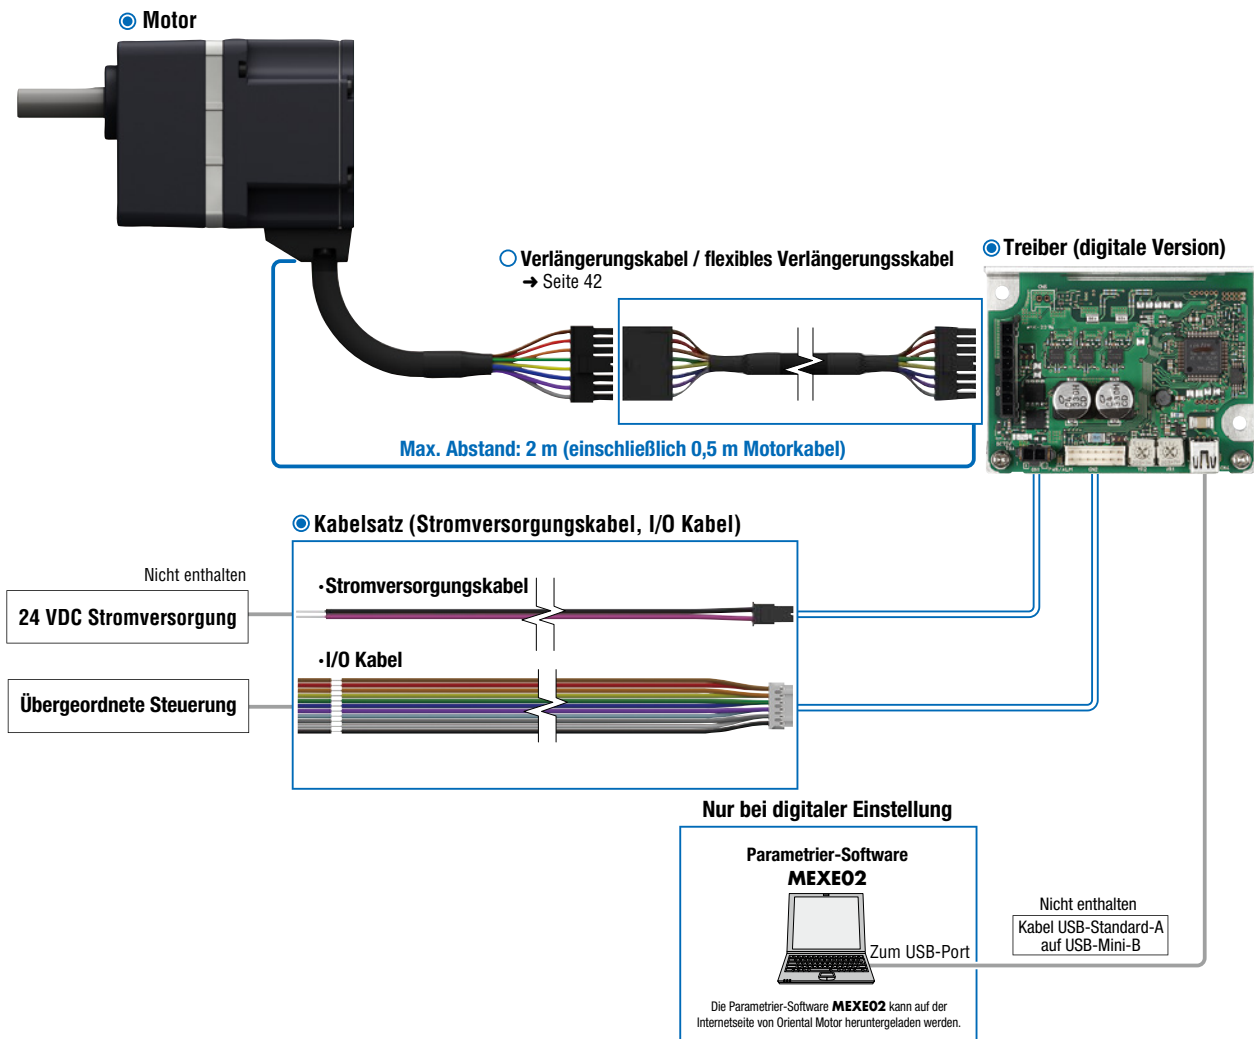 Motor
Verlängerungskabel / flexibles Verlängerungsskabel
→ Seite 42
Treiber (digitale Version)
Max. Abstand: 2 m (einschließlich 0,5 m Motorkabel)
Kabelsatz (Stromversorgungskabel, I/O Kabel)
Nicht enthalten
24 VDC Stromversorgung
·Stromversorgungskabel
·I/O Kabel
Übergeordnete Steuerung
Nur bei digitaler Einstellung
Parametrier-Software
MEXE02
Zum USB-Port
Nicht enthalten
Kabel USB-Standard-A
auf USB-Mini-B
Die Parametrier-Software MEXE02 kann auf der
Internetseite von Oriental Motor heruntergeladen werden.